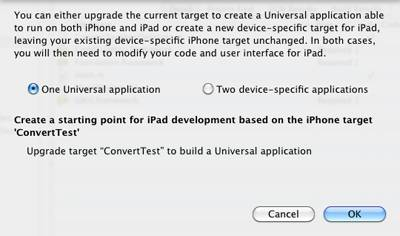 You can either upgrade the current target to create a Universal application able
to run on both iPhone and iPad or create a new device-specific target for iPad,
leaving your existing device-specific iPhone target unchanged. In both cases,
you will then need to modify your code and user interface for iPad.
One Universal application
Two device-specific applications
Create a starting point for iPad development based on the iPhone target
'ConvertTest'
Upgrade target “ConvertTest” to build a Universal application
Cancel
OK